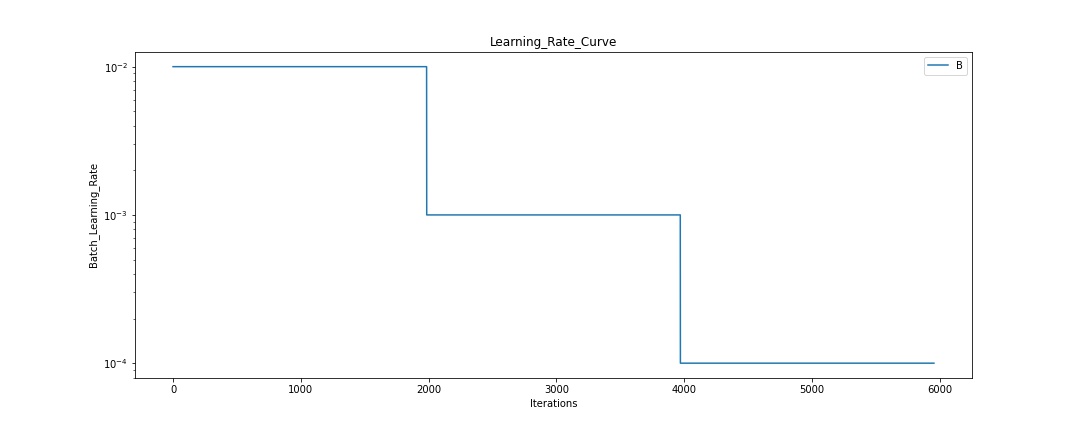 Learning_Rate_Curve
B
Batch_Learning_Rate
10⁻²
10⁻³
10⁻⁴
0 1000 2000 3000 4000 5000 6000
Iterations